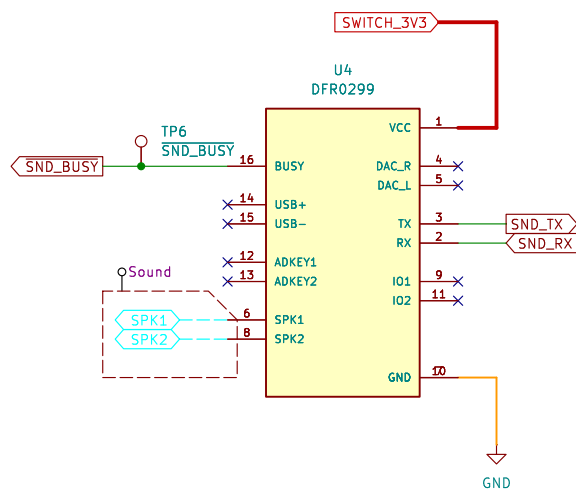 SWITCH_3V3
U4
DFR0299
TP6
SND_BUSY
SND_BUSY
16
BUSY
VCC
1
DAC_R
4
DAC_L
5
14
USB+
15
USB-
TX
3
SND_TX
RX
2
SND_RX
12
ADKEY1
13
ADKEY2
Sound
IO1
9
IO2
11
SPK1
6
SPK1
SPK2
8
SPK2
GND
10
GND